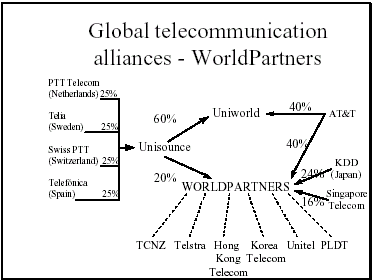 Global telecommunication
alliances - WorldPartners
PTT Telecom
(Netherlands) 25%
Telia
(Sweden) 25%
Swiss PTT
(Switzerland) 25%
Telefónica
(Spain) 25%
Unisounce
60%
20%
Uniworld
40%
AT&T
40%
KDD
(Japan)
24%
WORLDPARTNERS
16%
Singapore
Telecom
TCNZ
Telstra
Hong
Kong
Telecom
Korea
Telecom
Unitel
PLDT